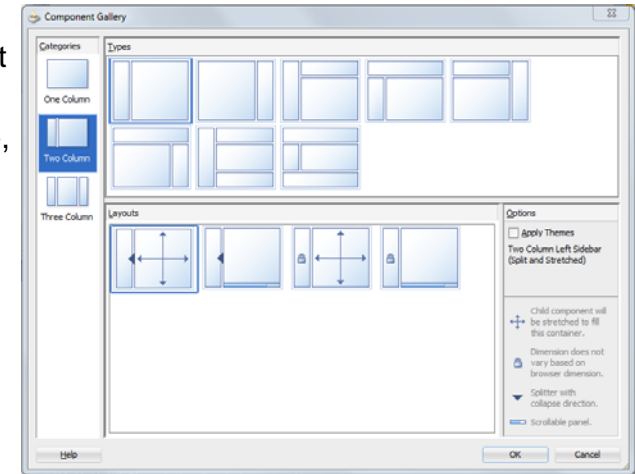 Component Gallery
t
,
Categories
One Column
Two Column
Three Column
Types
Layouts
Options
Apply Themes
Two Column Left Sidebar
(Split and Stretched)
Child component will
be stretched to fill
this container.
Dimension does not
vary based on
browser dimension.
Splitter with
collapse direction.
Scrollable panel.
Help
OK
Cancel